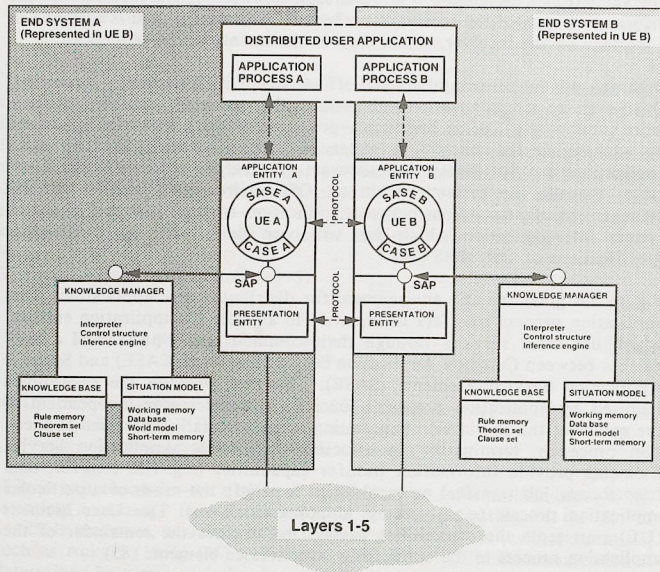 END SYSTEM A
(Represented in UE B)
END SYSTEM B
(Represented in UE B)
DISTRIBUTED USER APPLICATION
APPLICATION
PROCESS A
APPLICATION
PROCESS B
APPLICATION
ENTITY A
SASE A
UE A
CASE A
PROTOCOL
APPLICATION
ENTITY B
SASE B
UE B
CASE B
SAP
SAP
PROTOCOL
PRESENTATION
ENTITY
PRESENTATION
ENTITY
KNOWLEDGE MANAGER
Interpreter
Control structure
Inference engine
KNOWLEDGE BASE
Rule memory
Theorem set
Clause set
SITUATION MODEL
Working memory
Data base
World model
Short-term memory
KNOWLEDGE MANAGER
Interpreter
Control structure
Inference engine
KNOWLEDGE BASE
Rule memory
Theorem set
Clause set
SITUATION MODEL
Working memory
Data base
World model
Short-term memory
Layers 1-5